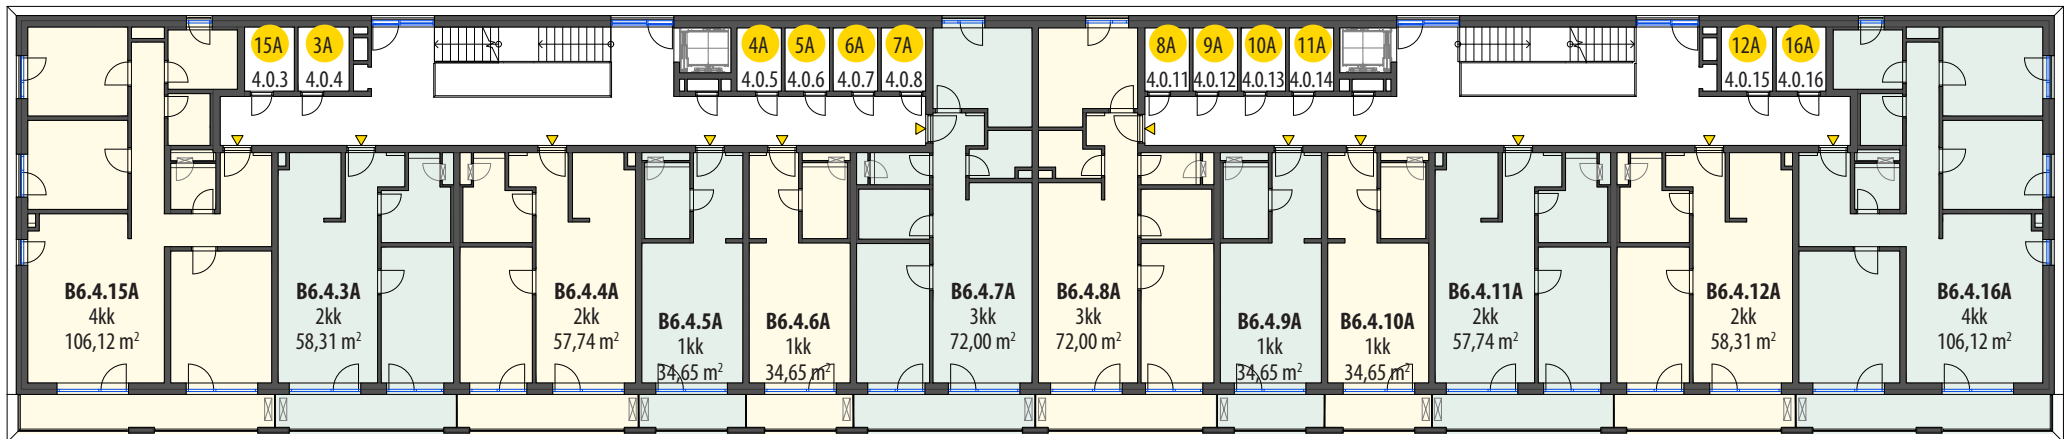 15A
3A
4A
5A
6A
7A
8A
9A
10A
11A
12A
16A
4.0.3
4.0.4
4.0.5
4.0.6
4.0.7
4.0.8
4.0.11
4.0.12
4.0.13
4.0.14
4.0.15
4.0.16
B6.4.15A
4kk
106,12 m²
B6.4.3A
2kk
58,31 m²
B6.4.4A
2kk
57,74 m²
B6.4.5A
1kk
34,65 m²
B6.4.6A
1kk
34,65 m²
B6.4.7A
3kk
72,00 m²
B6.4.8A
3kk
72,00 m²
B6.4.9A
1kk
34,65 m²
B6.4.10A
1kk
34,65 m²
B6.4.11A
2kk
57,74 m²
B6.4.12A
2kk
58,31 m²
B6.4.16A
4kk
106,12 m²